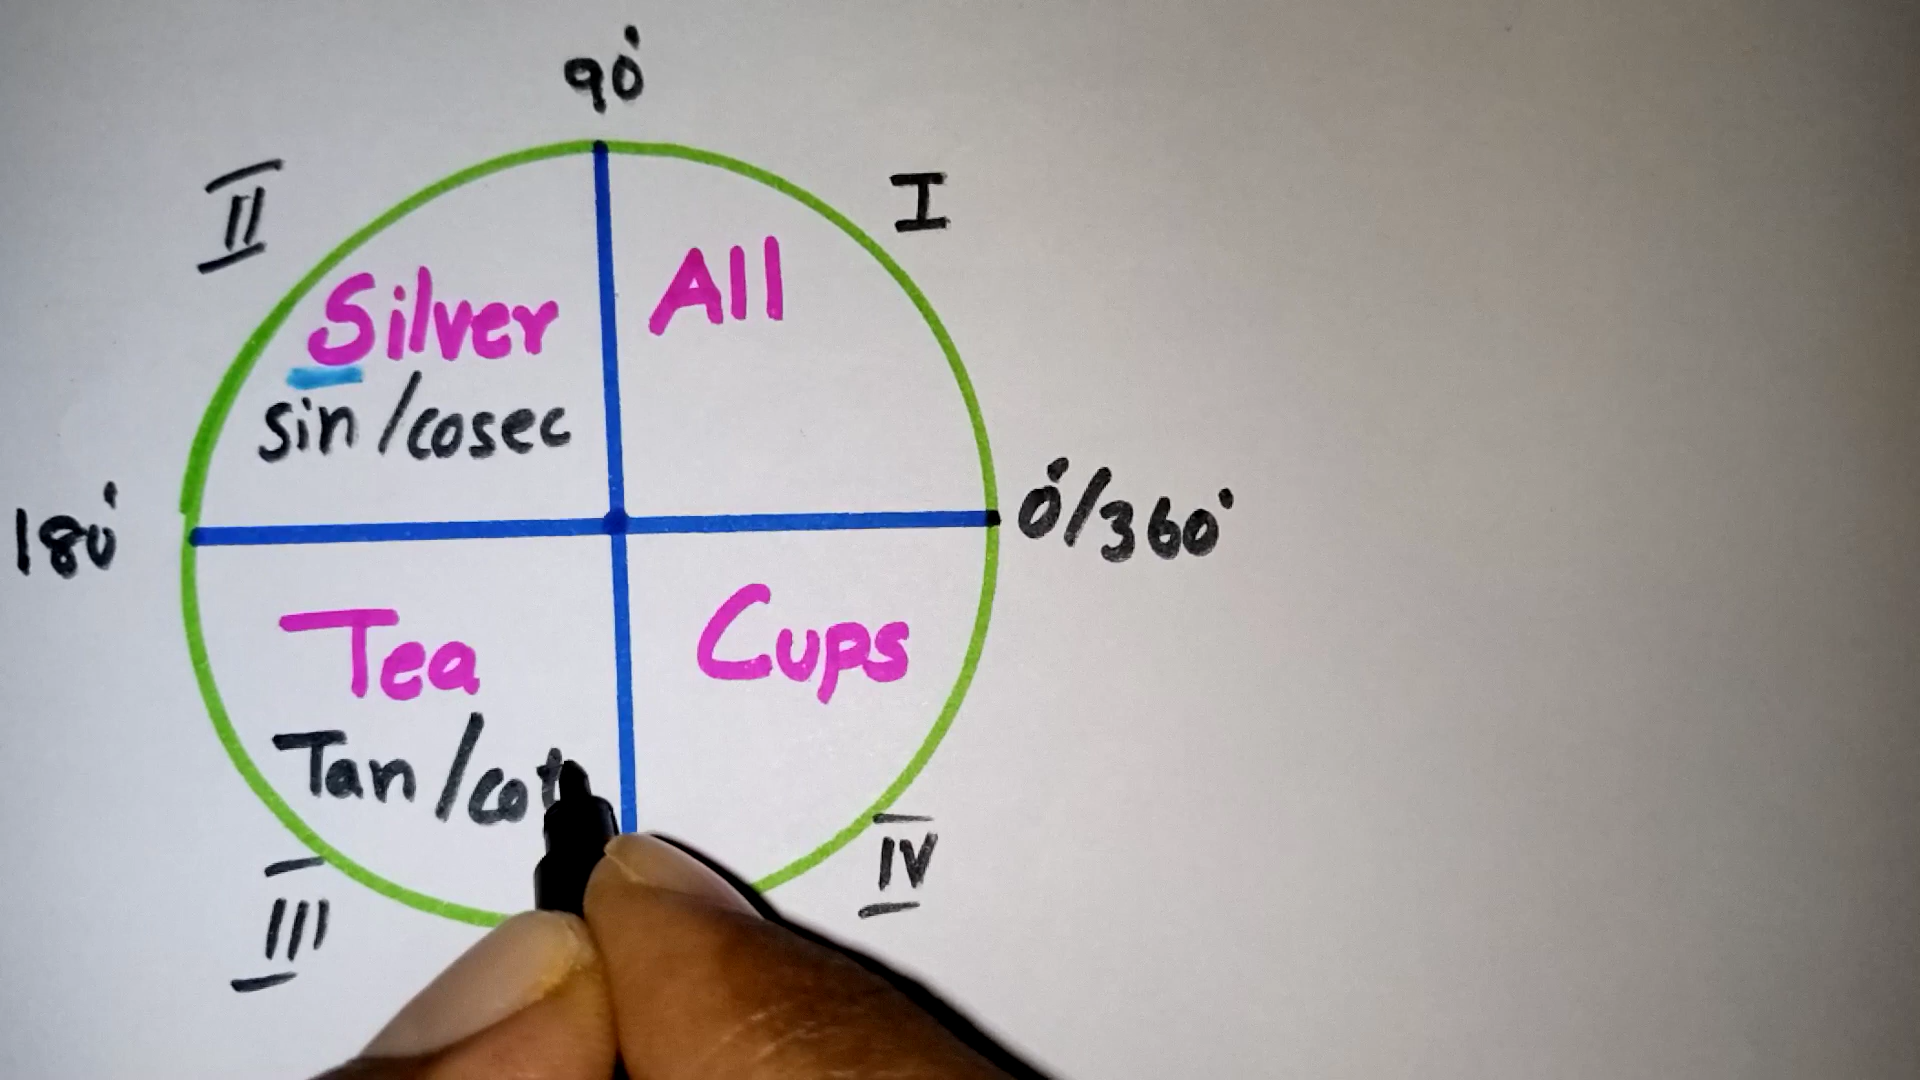 90°
II
I
Silver
All
sin/cosec
180°
0°/360°
Tea
Cups
Tan/cot
IV
III